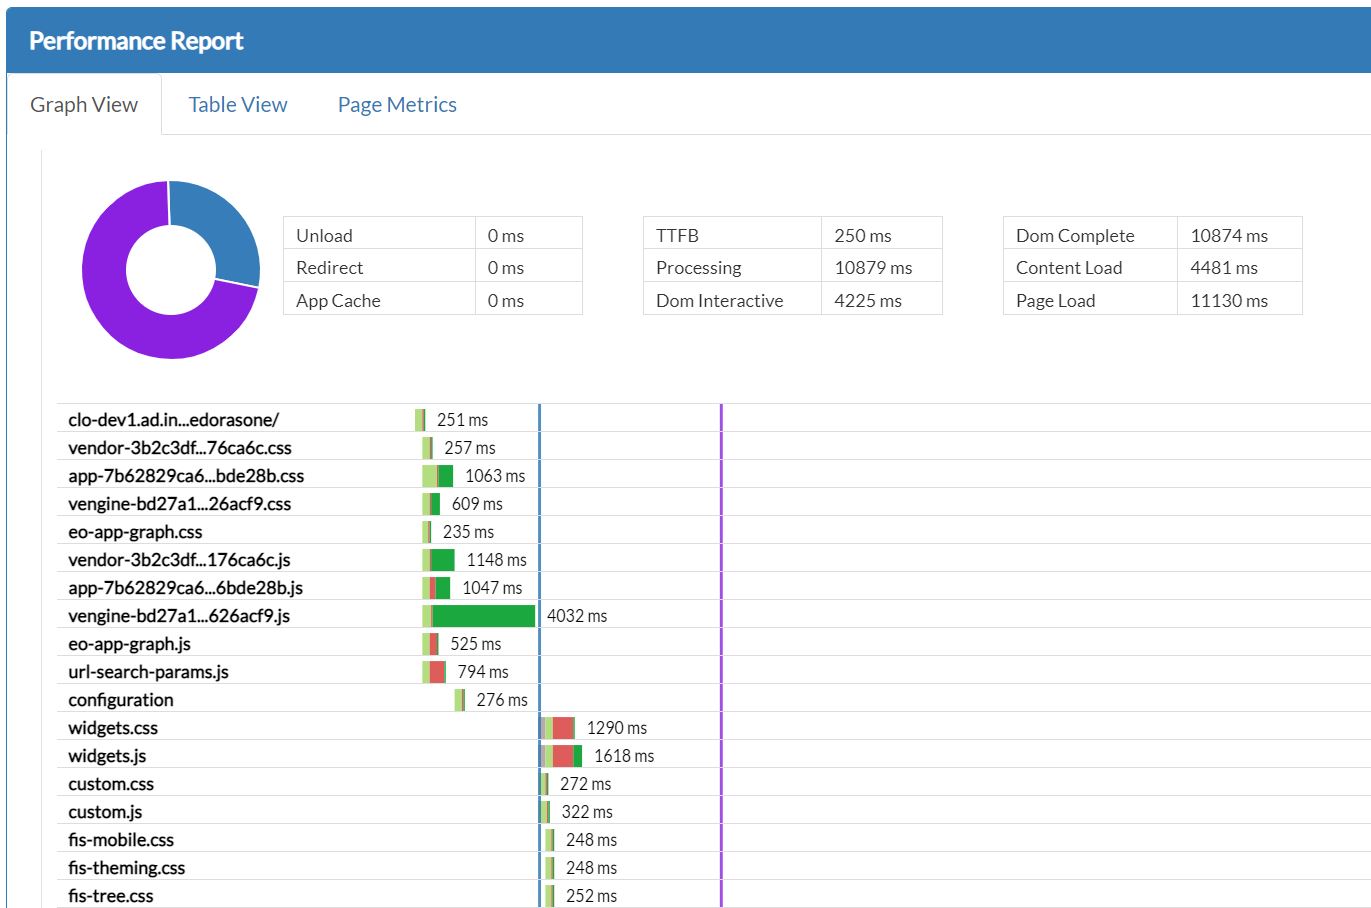 Performance Report
Graph View Table View Page Metrics
Unload 0 ms TTFB 250 ms Dom Complete 10874 ms
Redirect 0 ms Processing 10879 ms Content Load 4481 ms
App Cache 0 ms Dom Interactive 4225 ms Page Load 11130 ms
clo-dev1.ad.in...edorasone/ 251 ms
vendor-3b2c3df...76ca6c.css 257 ms
app-7b62829ca6...bde28b.css 1063 ms
vengine-bd27a1...26acf9.css 609 ms
eo-app-graph.css 235 ms
vendor-3b2c3df...176ca6c.js 1148 ms
app-7b62829ca6...6bde28b.js 1047 ms
vengine-bd27a1...626acf9.js 4032 ms
eo-app-graph.js 525 ms
url-search-params.js 794 ms
configuration 276 ms
widgets.css 1290 ms
widgets.js 1618 ms
custom.css 272 ms
custom.js 322 ms
fis-mobile.css 248 ms
fis-theming.css 248 ms
fis-tree.css 252 ms